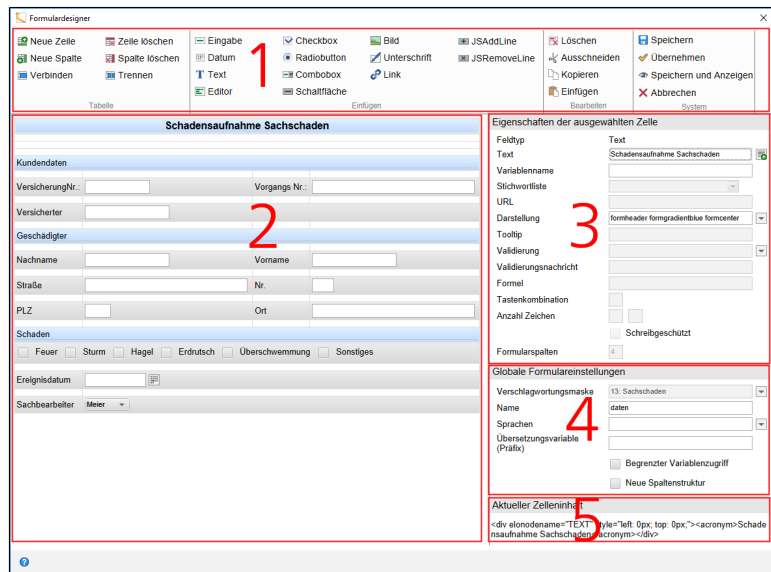 Formulardesigner
Neue Zeile Zeile löschen Eingabe Checkbox Bild JSAddLine Löschen Speichern
Neue Spalte Spalte löschen Datum Radiobutton Unterschrift JSRemoveLine Ausschneiden Übernehmen
Verbinden Trennen Text Combobox Link Kopieren Speichern und Anzeigen
Editor Schaltfläche Einfügen Abbrechen
Tabelle Einfügen Bearbeiten System
1
Schadensaufnahme Sachschaden
Kundendaten
VersicherungNr.: Vorgangs Nr.:
Versicherter
Geschädigter
Nachname Vorname
Straße Nr.
PLZ Ort
Schaden
Feuer Sturm Hagel Erdrutsch Überschwemmung Sonstiges
Ereignisdatum
Sachbearbeiter Meier
2
Eigenschaften der ausgewählten Zelle
Feldtyp Text
Text Schadensaufnahme Sachschaden
Variablenname
Stichwortliste
URL
Darstellung formheader formgradientblue formcenter
Tooltip
Validierung
Validierungsnachricht
Formel
Tastenkombination
Anzahl Zeichen
Schreibgeschützt
Formularspalten 4
3
Globale Formulareinstellungen
Verschlagwortungsmaske 13: Sachschaden
Name daten
Sprachen
Übersetzungsvariable
(Präfix)
Begrenzter Variablenzugriff
Neue Spaltenstruktur
4
Aktueller Zelleninhalt
<div elonodename="TEXT" style="left: 0px; top: 0px;"><acronym>Schade
nsaufnahme Sachschaden</acronym></div>
5